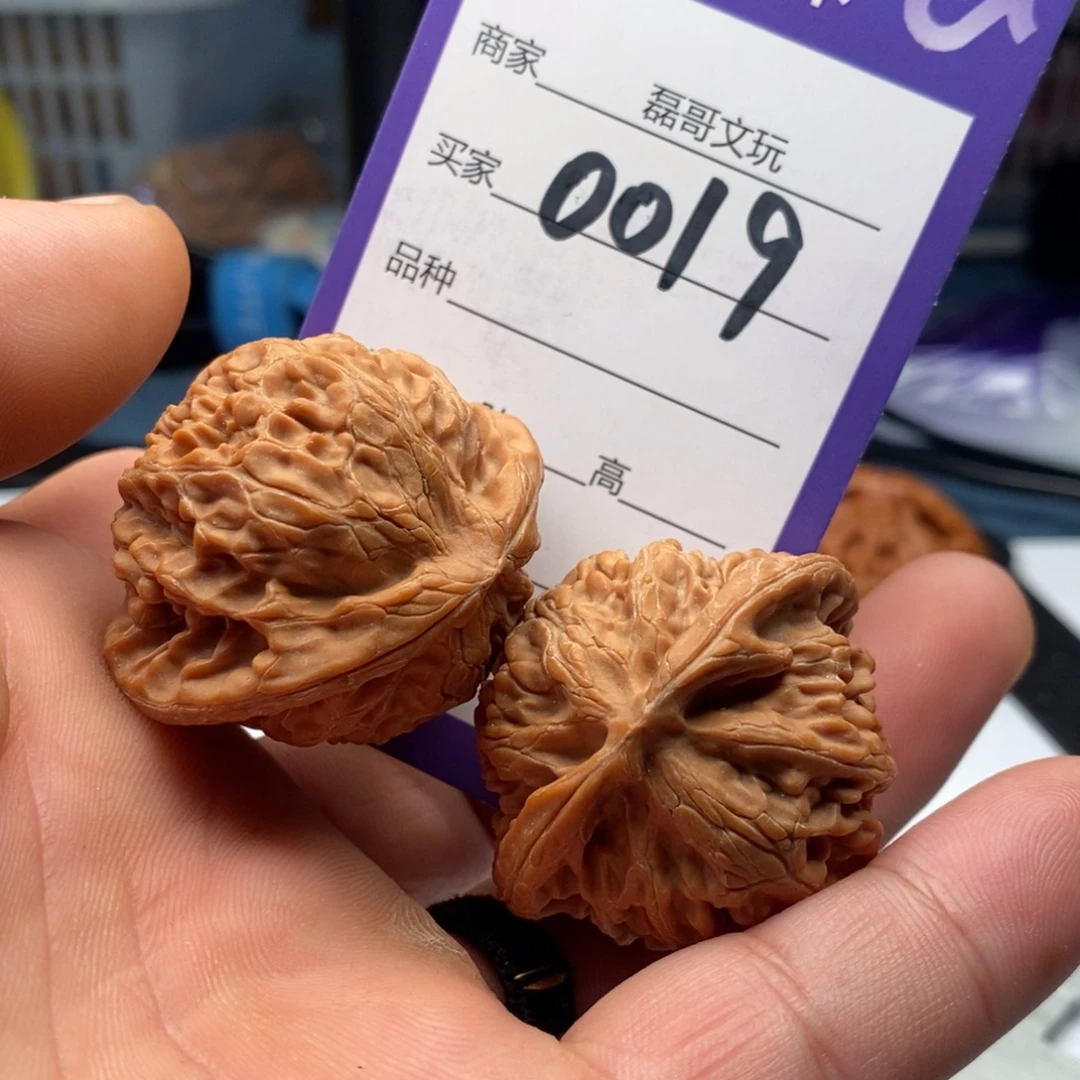 商家 磊哥文玩
买家 0019
品种
高